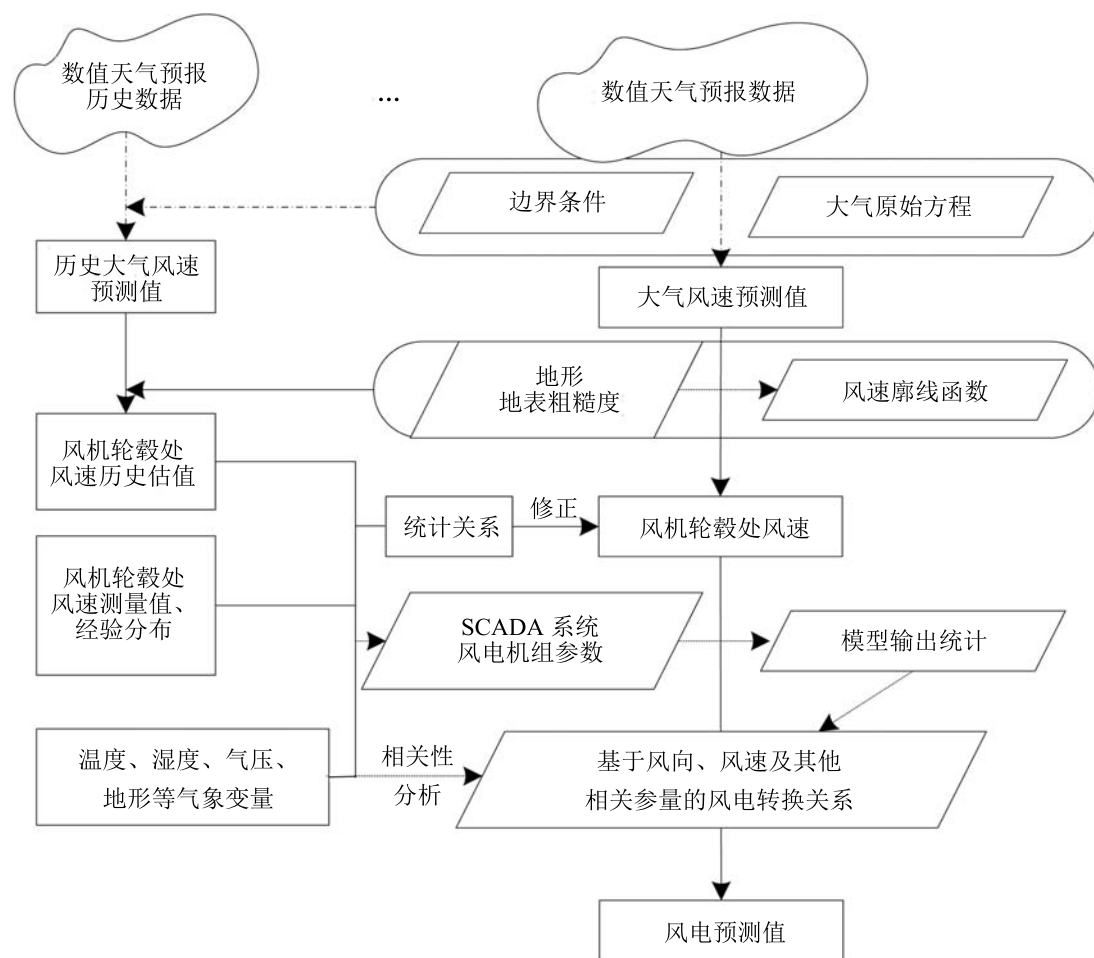 数值天气预报
历史数据
...
数值天气预报数据
边界条件
大气原始方程
历史大气风速
预测值
大气风速预测值
地形
地表粗糙度
风速廓线函数
风机轮毂处
风速历史估值
统计关系
修正
风机轮毂处风速
风机轮毂处
风速测量值、
经验分布
SCADA 系统
风电机组参数
模型输出统计
温度、湿度、气压、
地形等气象变量
相关性
分析
基于风向、风速及其他
相关参量的风电转换关系
风电预测值